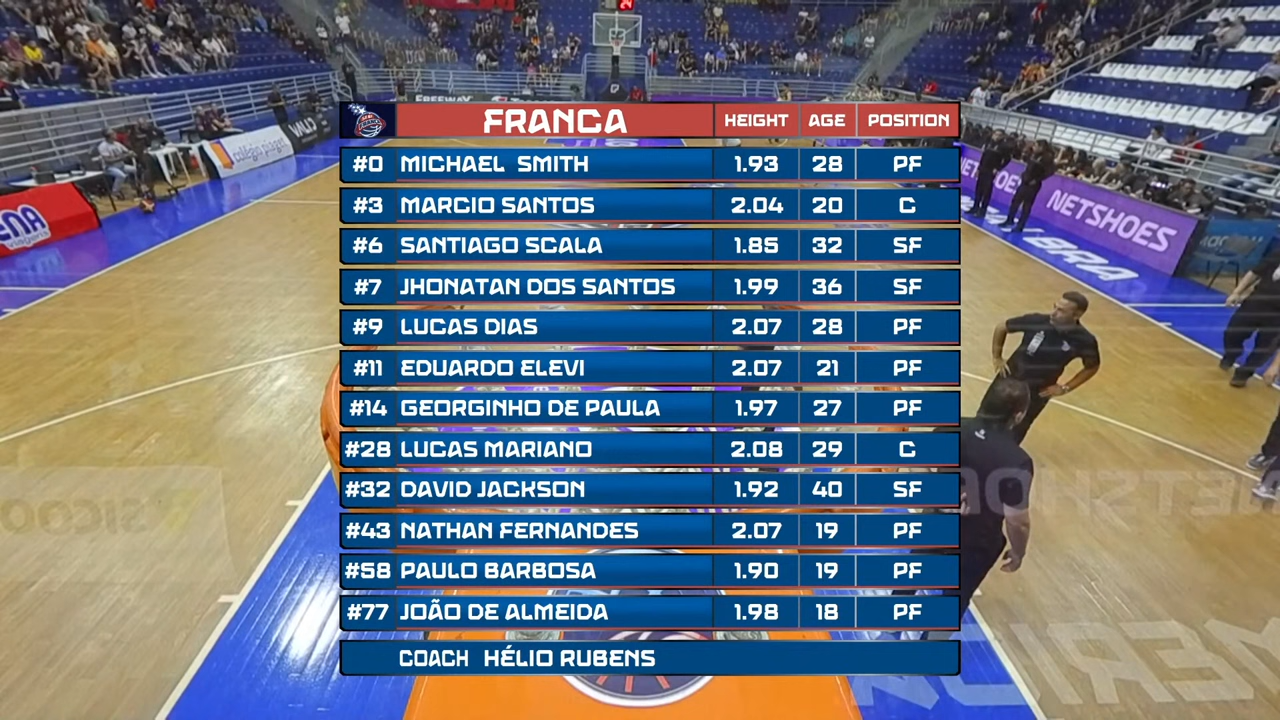 24
FREEWAY
FRANCA HEIGHT AGE POSITION
#0 MICHAEL SMITH 1.93 28 PF
#3 MARCIO SANTOS 2.04 20 C
#6 SANTIAGO SCALA 1.85 32 SF
#7 JHONATAN DOS SANTOS 1.99 36 SF
#9 LUCAS DIAS 2.07 28 PF
#11 EDUARDO ELEVI 2.07 21 PF
#14 GEORGINHO DE PAULA 1.97 27 PF
#28 LUCAS MARIANO 2.08 29 C
#32 DAVID JACKSON 1.92 40 SF
#43 NATHAN FERNANDES 2.07 19 PF
#58 PAULO BARBOSA 1.90 19 PF
#77 JOÃO DE ALMEIDA 1.98 18 PF
COACH HÉLIO RUBENS
colégio
NETSHOES
viagens